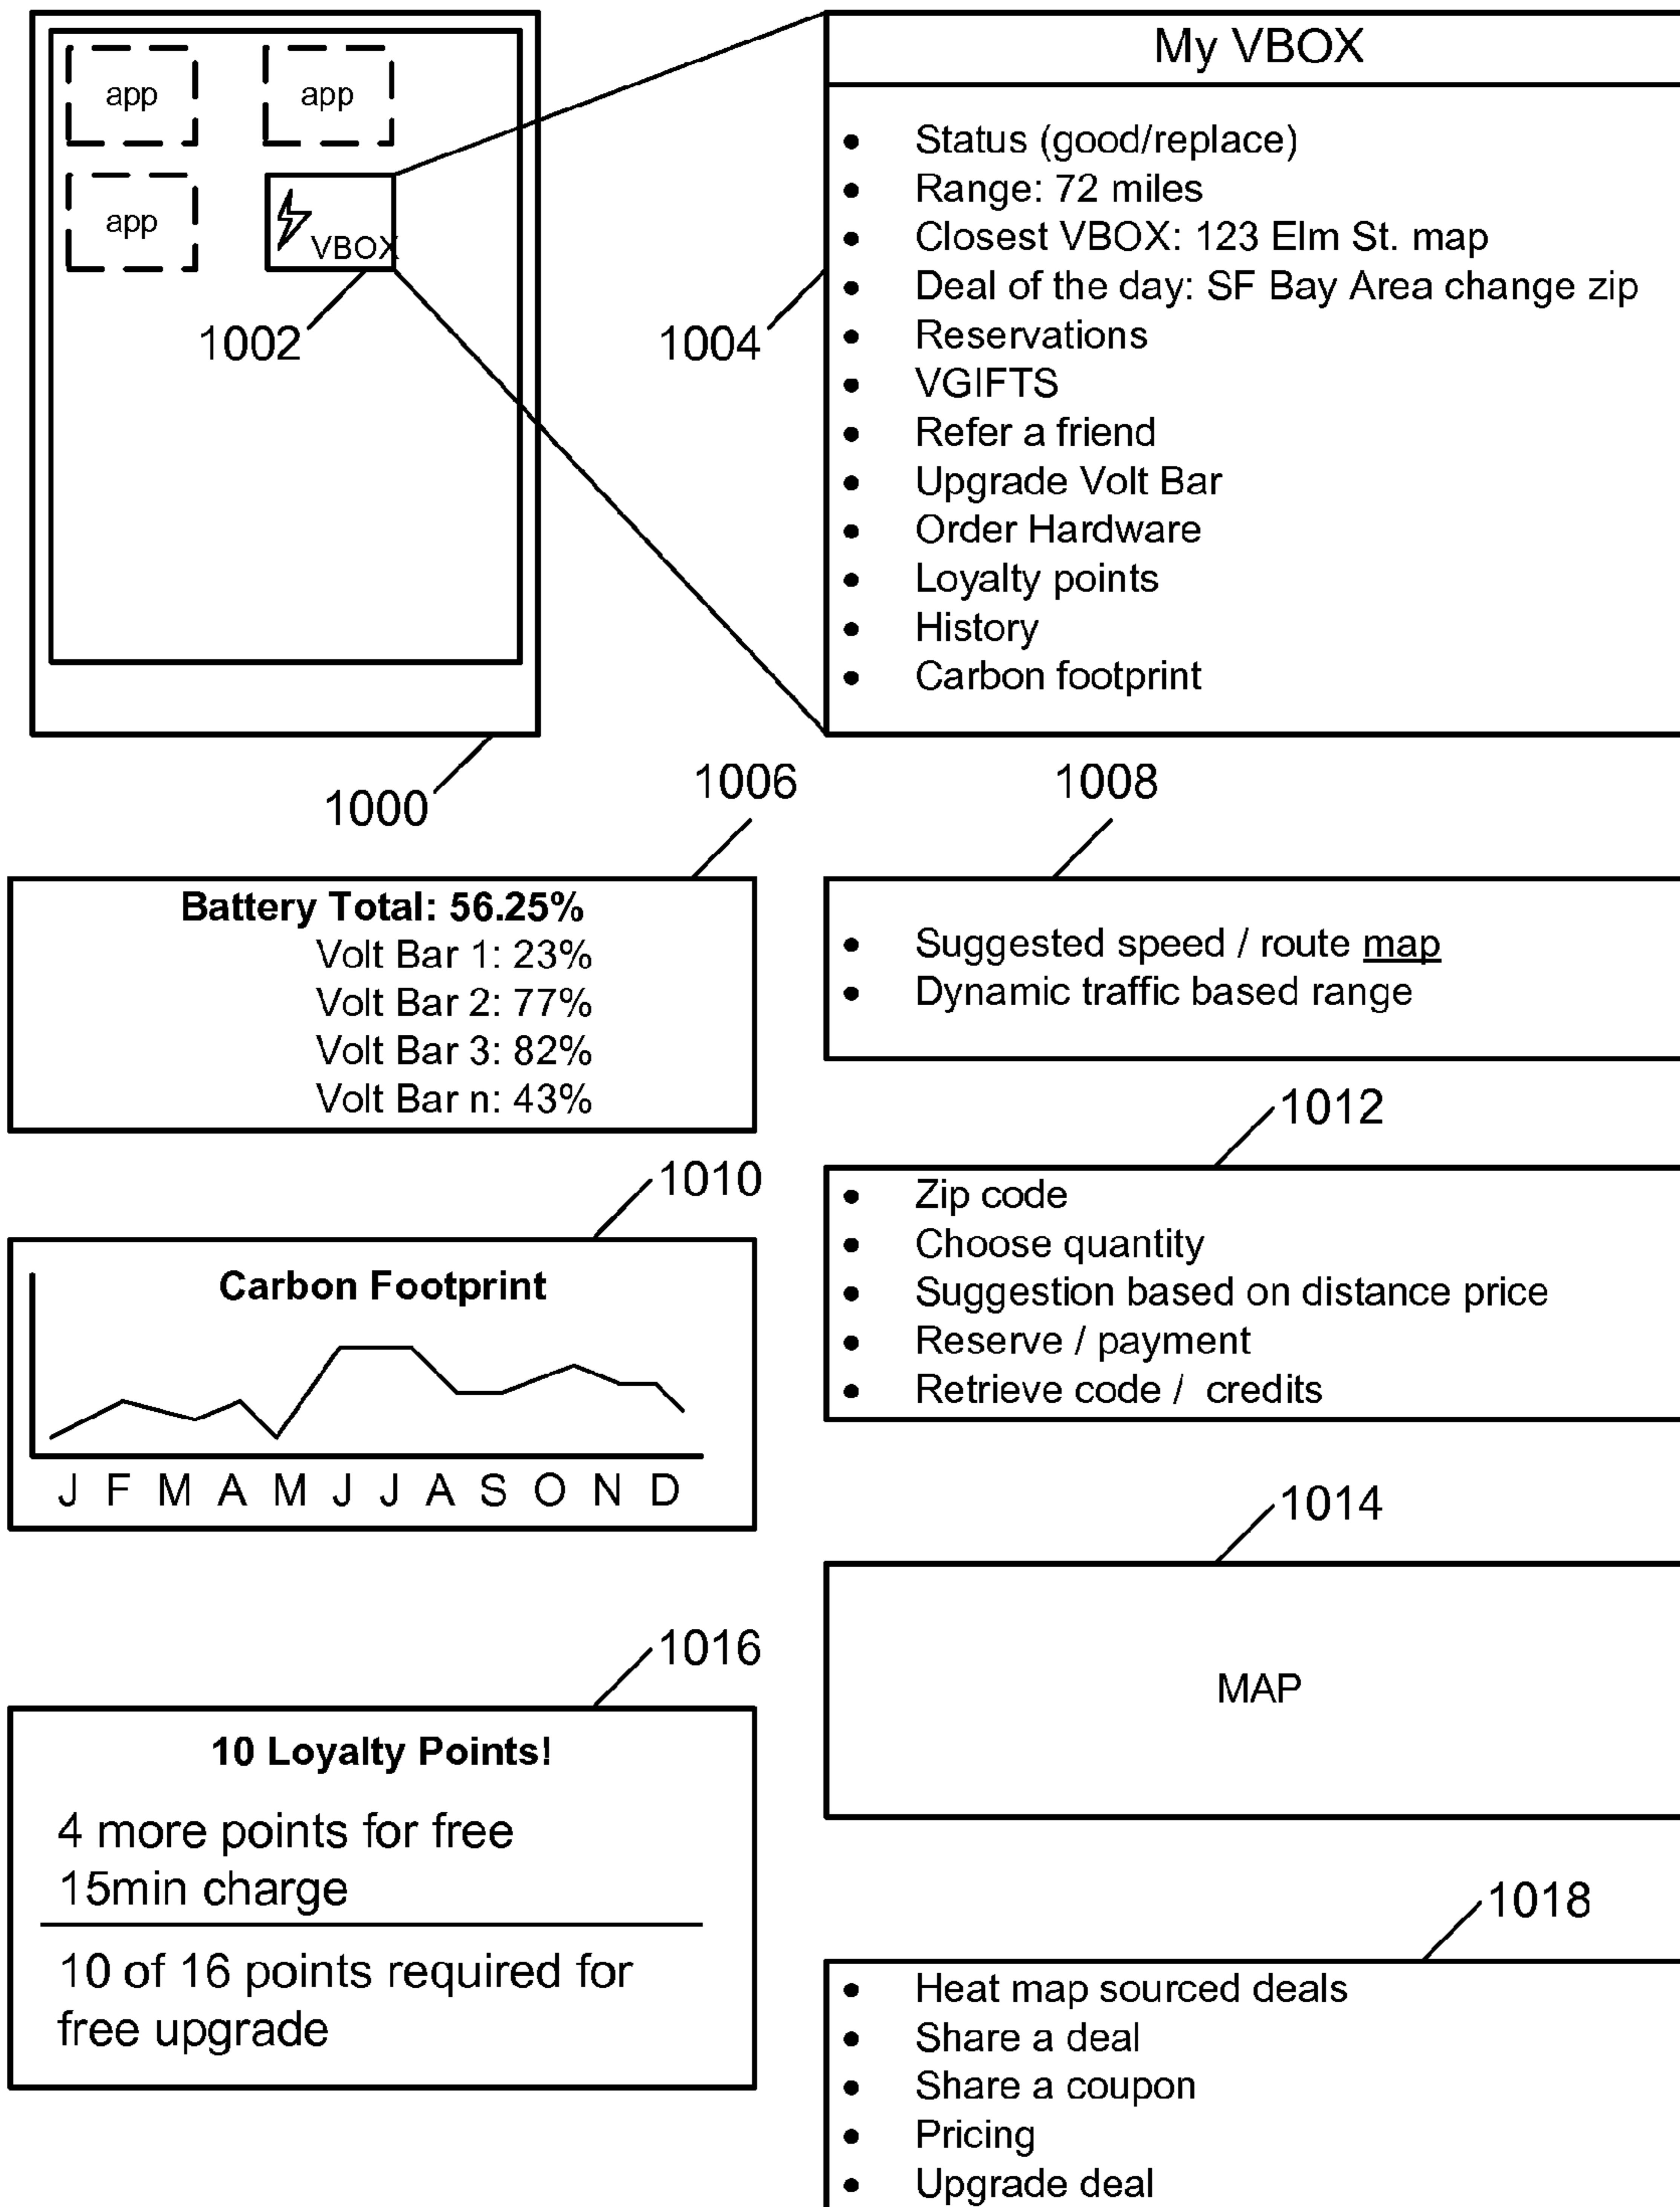 app
app
app
VBOX
1002
1000
My VBOX
• Status (good/replace)
• Range: 72 miles
• Closest VBOX: 123 Elm St. map
• Deal of the day: SF Bay Area change zip
• Reservations
• VGIFTS
• Refer a friend
• Upgrade Volt Bar
• Order Hardware
• Loyalty points
• History
• Carbon footprint
1004
1006
Battery Total: 56.25%
Volt Bar 1: 23%
Volt Bar 2: 77%
Volt Bar 3: 82%
Volt Bar n: 43%
1008
• Suggested speed / route map
• Dynamic traffic based range
1010
Carbon Footprint
J F M A M J J A S O N D
1012
• Zip code
• Choose quantity
• Suggestion based on distance price
• Reserve / payment
• Retrieve code / credits
1014
MAP
1016
10 Loyalty Points!
4 more points for free
15min charge
10 of 16 points required for
free upgrade
1018
• Heat map sourced deals
• Share a deal
• Share a coupon
• Pricing
• Upgrade deal